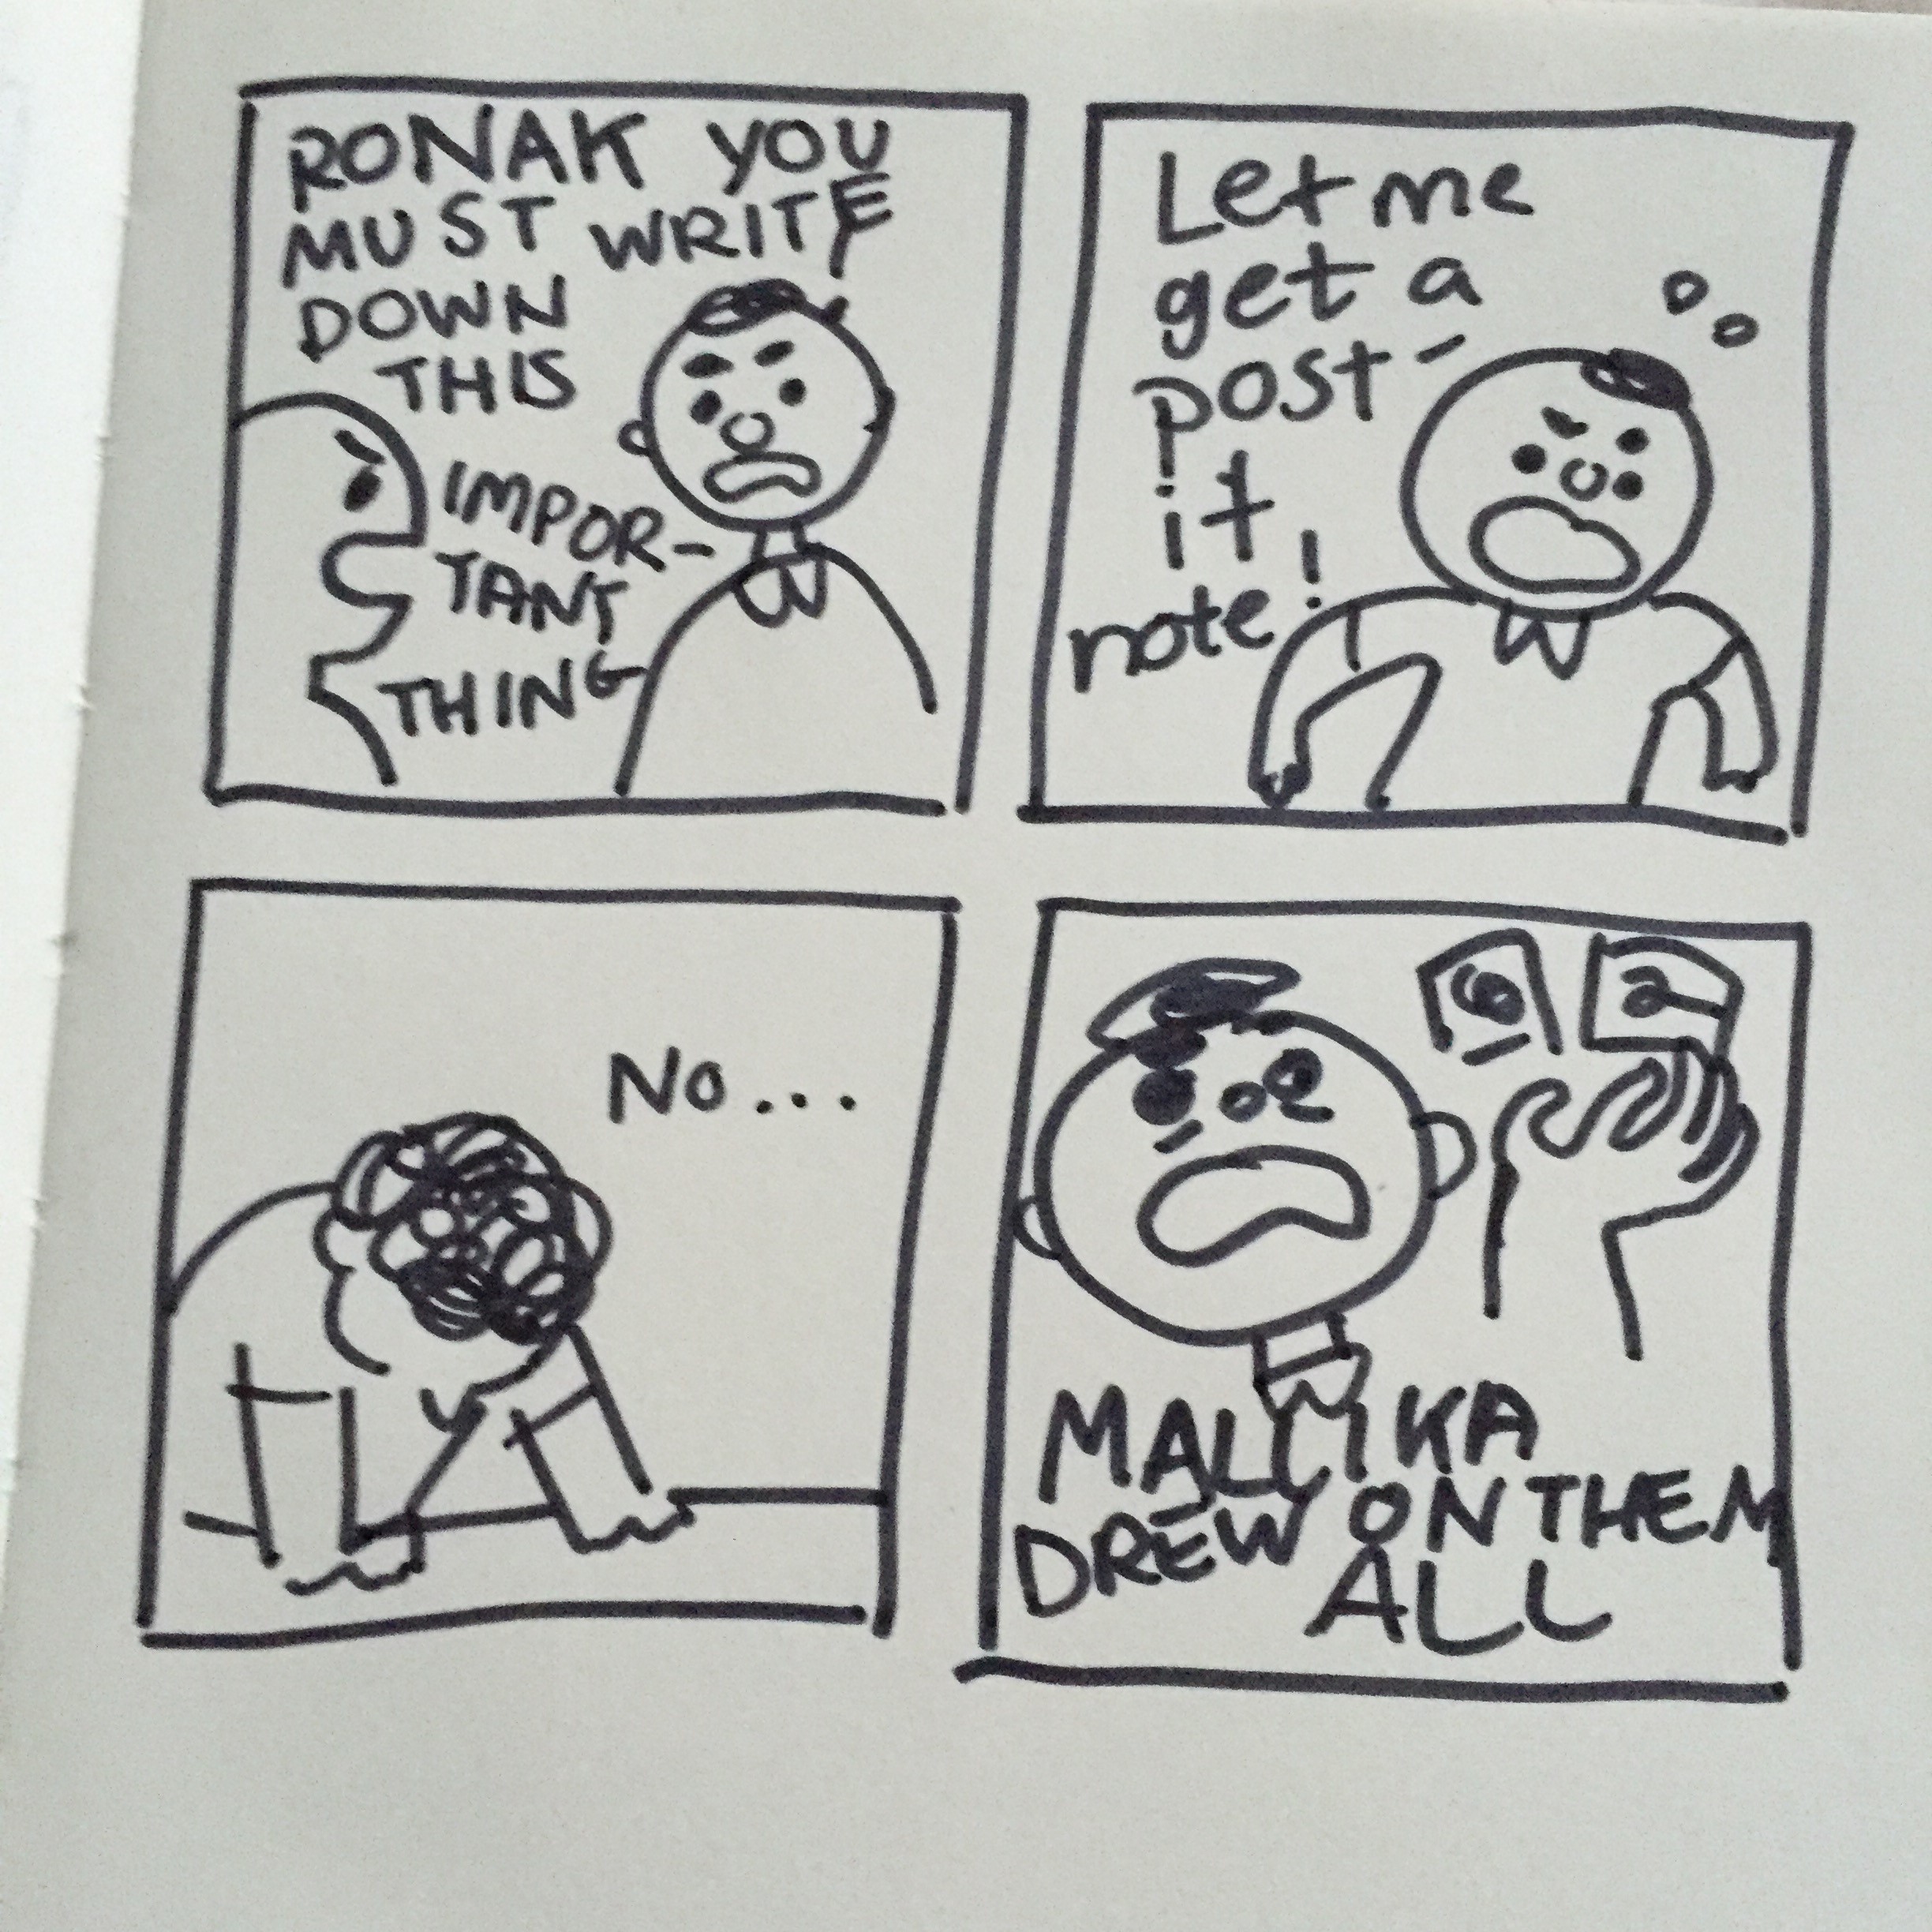 RONAK YOU
MUST WRITE
DOWN
THIS
IMPOR-
TANT
THING
Let me
get a
post-
it
note!
No...
MALLIKA
DREW ON THEM
ALL